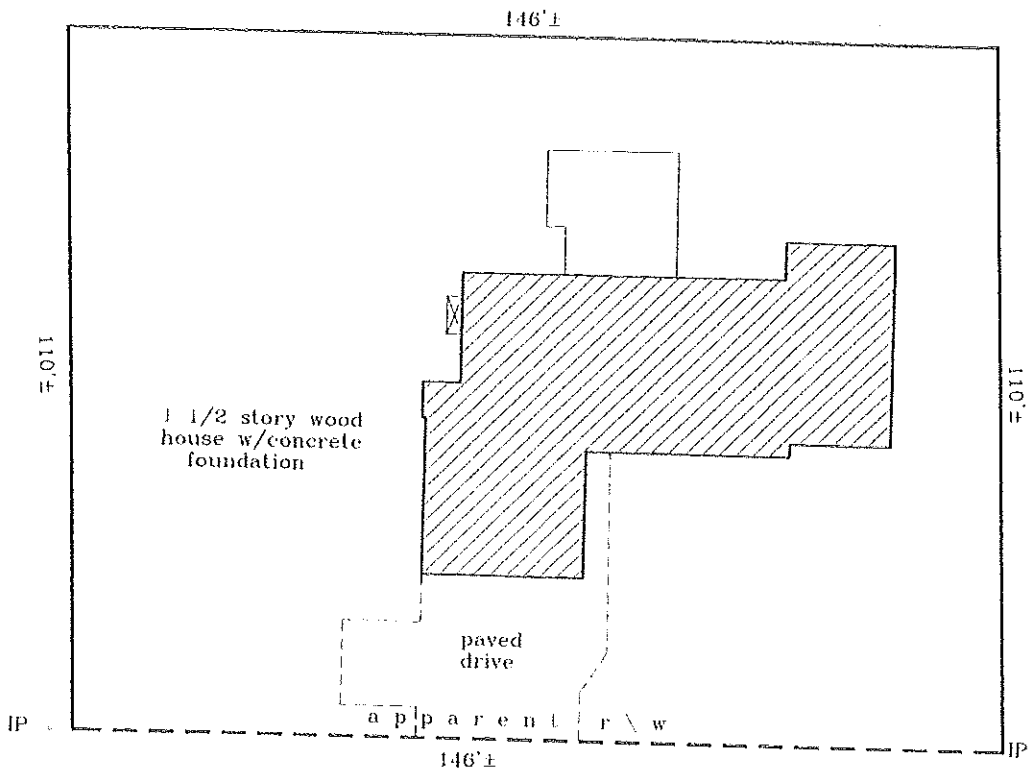 146'±
110'±
110'±
1 1/2 story wood
house w/concrete
foundation
paved
drive
apparent r\w
IP
IP
146'±